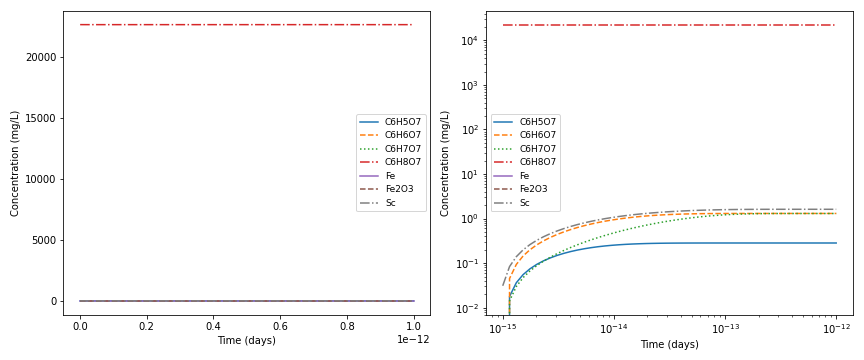 20000
15000
10000
5000
0
Concentration (mg/L)
0.0 0.2 0.4 0.6 0.8 1.0
1e−12
Time (days)
C6H5O7
C6H6O7
C6H7O7
C6H8O7
Fe
Fe2O3
Sc
10^4
10^3
10^2
10^1
10^0
10^−1
10^−2
Concentration (mg/L)
10^−15 10^−14 10^−13 10^−12
Time (days)
C6H5O7
C6H6O7
C6H7O7
C6H8O7
Fe
Fe2O3
Sc